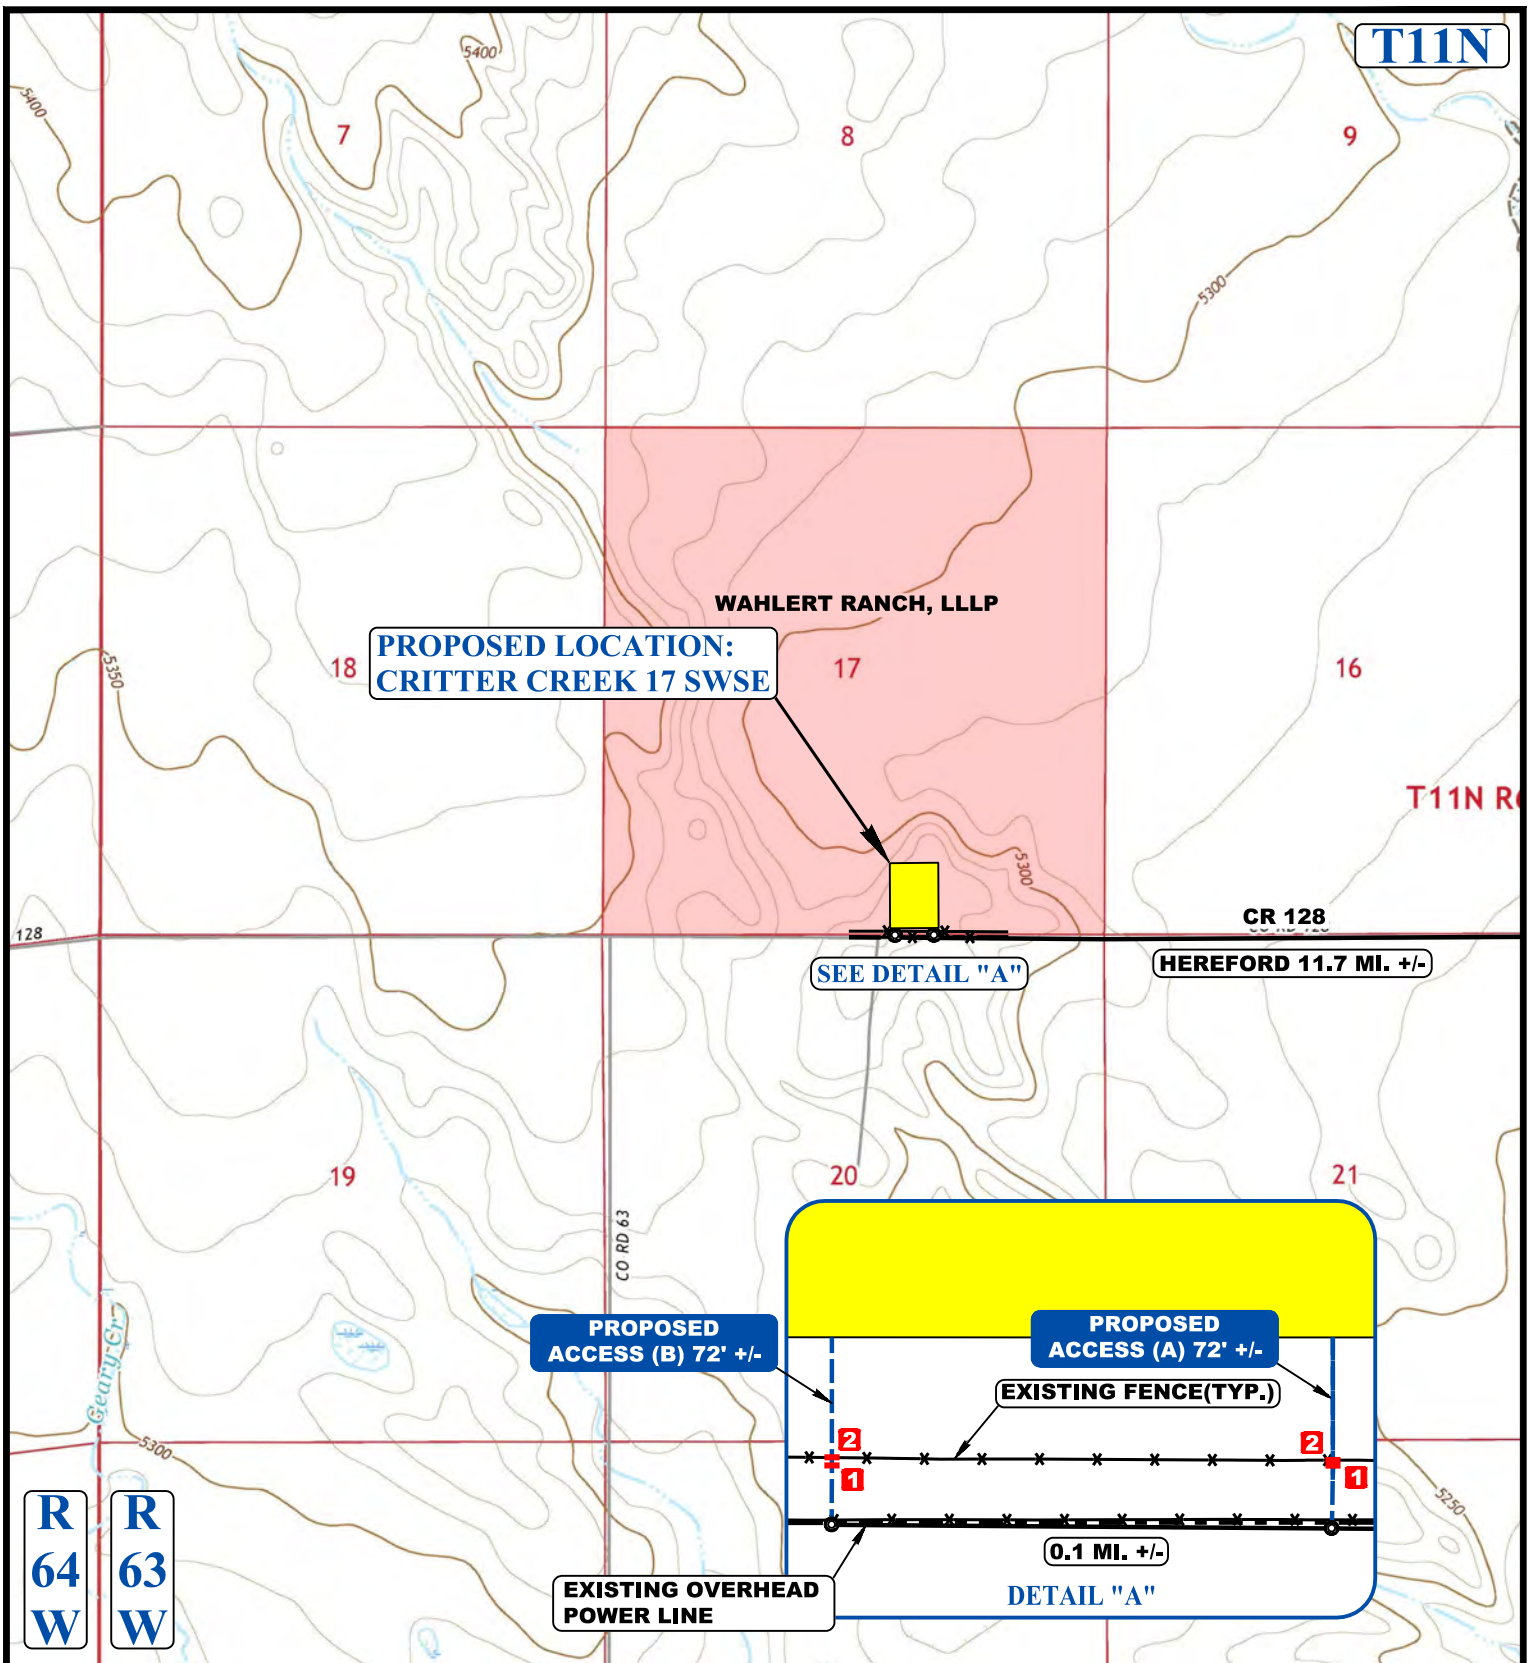 T11N
5400
5400
7
8
9
5300
WAHLERT RANCH, LLLP
PROPOSED LOCATION:
CRITTER CREEK 17 SWSE
18
17
16
5350
T11N R
5300
128
CR 128
CO RD 128
HEREFORD 11.7 MI. +/-
SEE DETAIL "A"
19
20
21
CO RD 63
Geary Cr
5300
PROPOSED
ACCESS (B) 72' +/-
PROPOSED
ACCESS (A) 72' +/-
EXISTING FENCE(TYP.)
2
1
2
1
5250
0.1 MI. +/-
EXISTING OVERHEAD
POWER LINE
DETAIL "A"
R
64
W
R
63
W